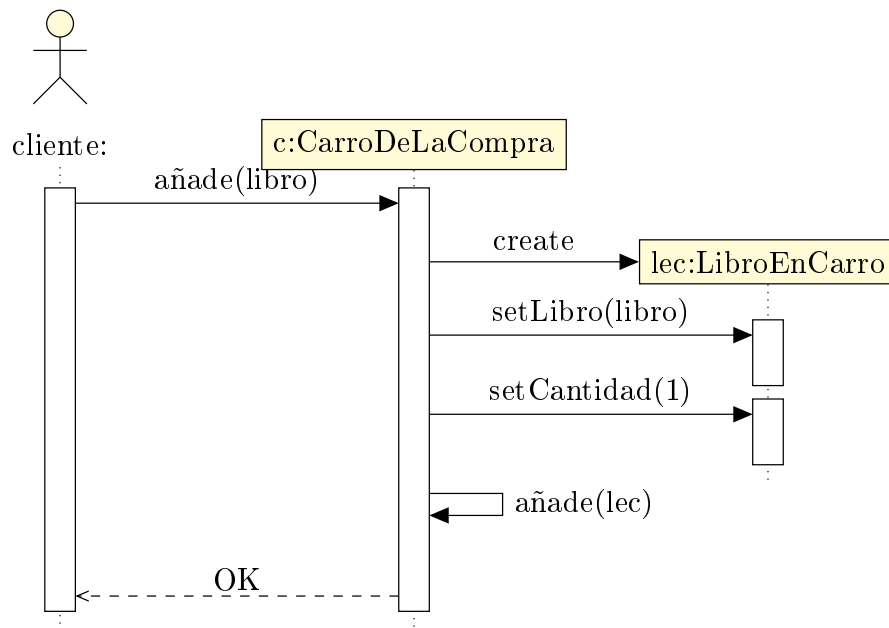 cliente:
c:CarroDeLaCompra
añade(libro)
create
lec:LibroEnCarro
setLibro(libro)
setCantidad(1)
añade(lec)
OK